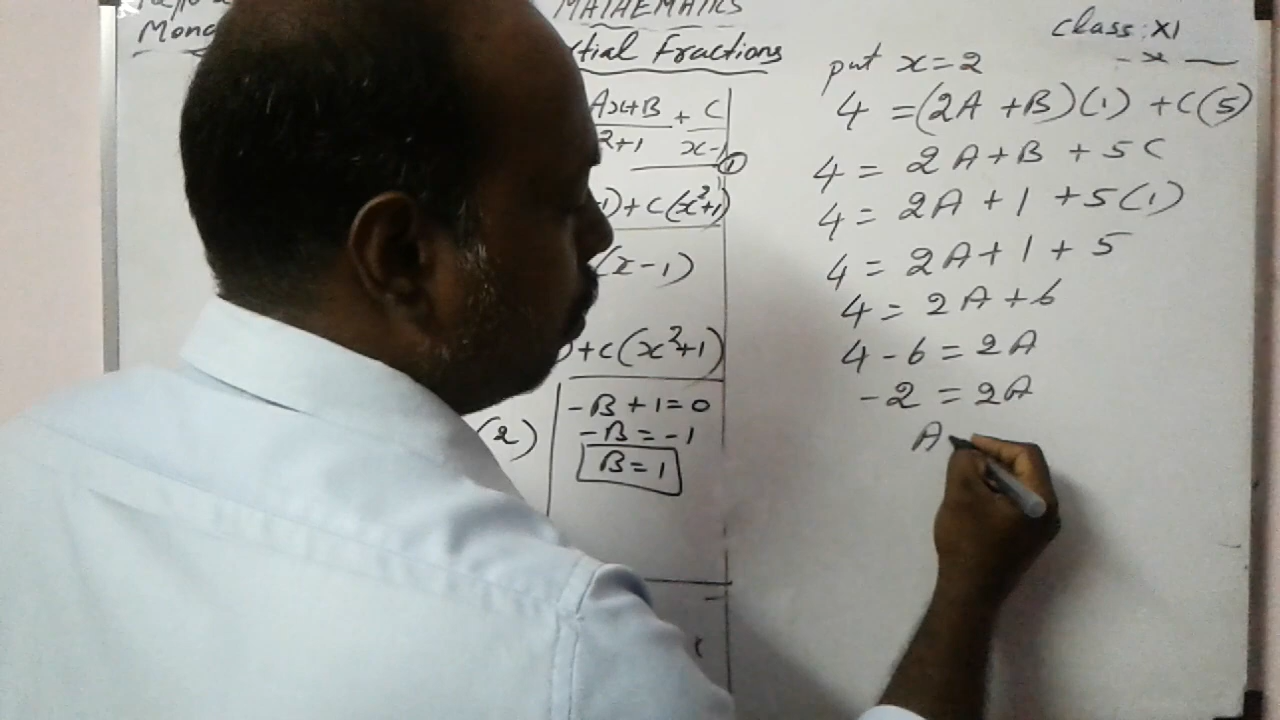 MATHEMATICS
Class: XI
Fractions
Ax+B + C
2+1 x-1
①
-1) + C(x²+1)
(x-1)
) + C(x²+1)
(2)
-B + 1 = 0
-B = -1
B = 1
put x = 2
4 = (2A + B)(1) + C(5)
4 = 2A + B + 5C
4 = 2A + 1 + 5(1)
4 = 2A + 1 + 5
4 = 2A + 6
4 - 6 = 2A
-2 = 2A
A